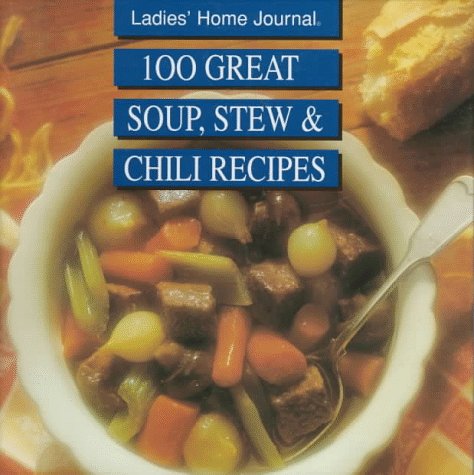 Ladies' Home Journal®
100 GREAT
SOUP, STEW &
CHILI RECIPES